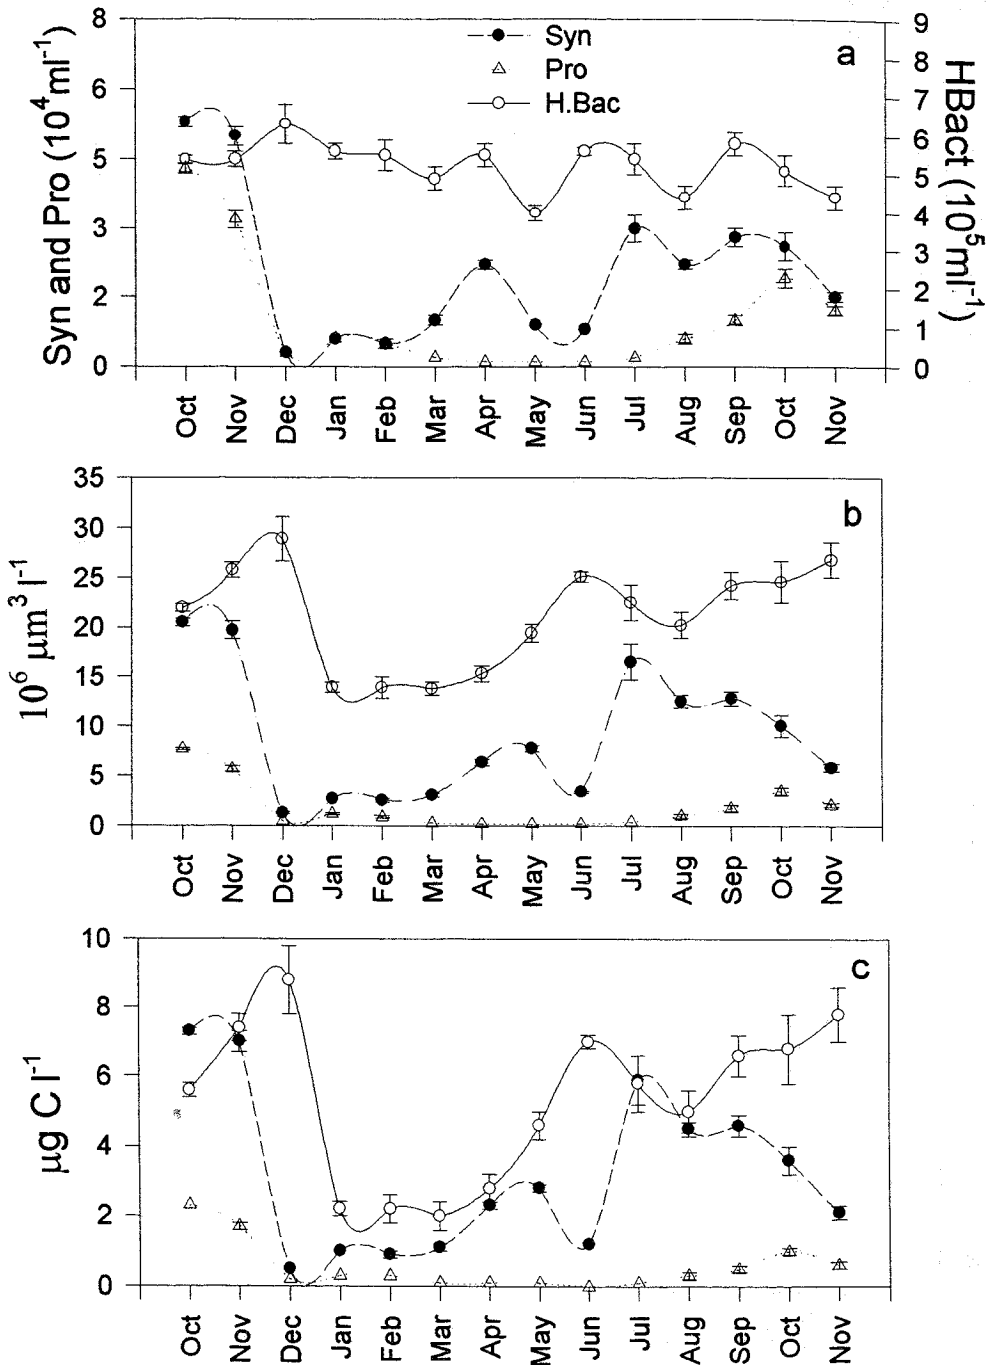 Syn
Pro
H.Bac
a
Syn and Pro (10⁴ml⁻¹)
8
6
5
3
2
0
HBact (10⁵ml⁻¹)
9
8
7
6
5
4
3
2
1
0
Oct Nov Dec Jan Feb Mar Apr May Jun Jul Aug Sep Oct Nov
b
10⁶ µm³ l⁻¹
35
30
25
20
15
10
5
0
Oct Nov Dec Jan Feb Mar Apr May Jun Jul Aug Sep Oct Nov
c
µg C l⁻¹
10
8
6
4
2
0
Oct Nov Dec Jan Feb Mar Apr May Jun Jul Aug Sep Oct Nov